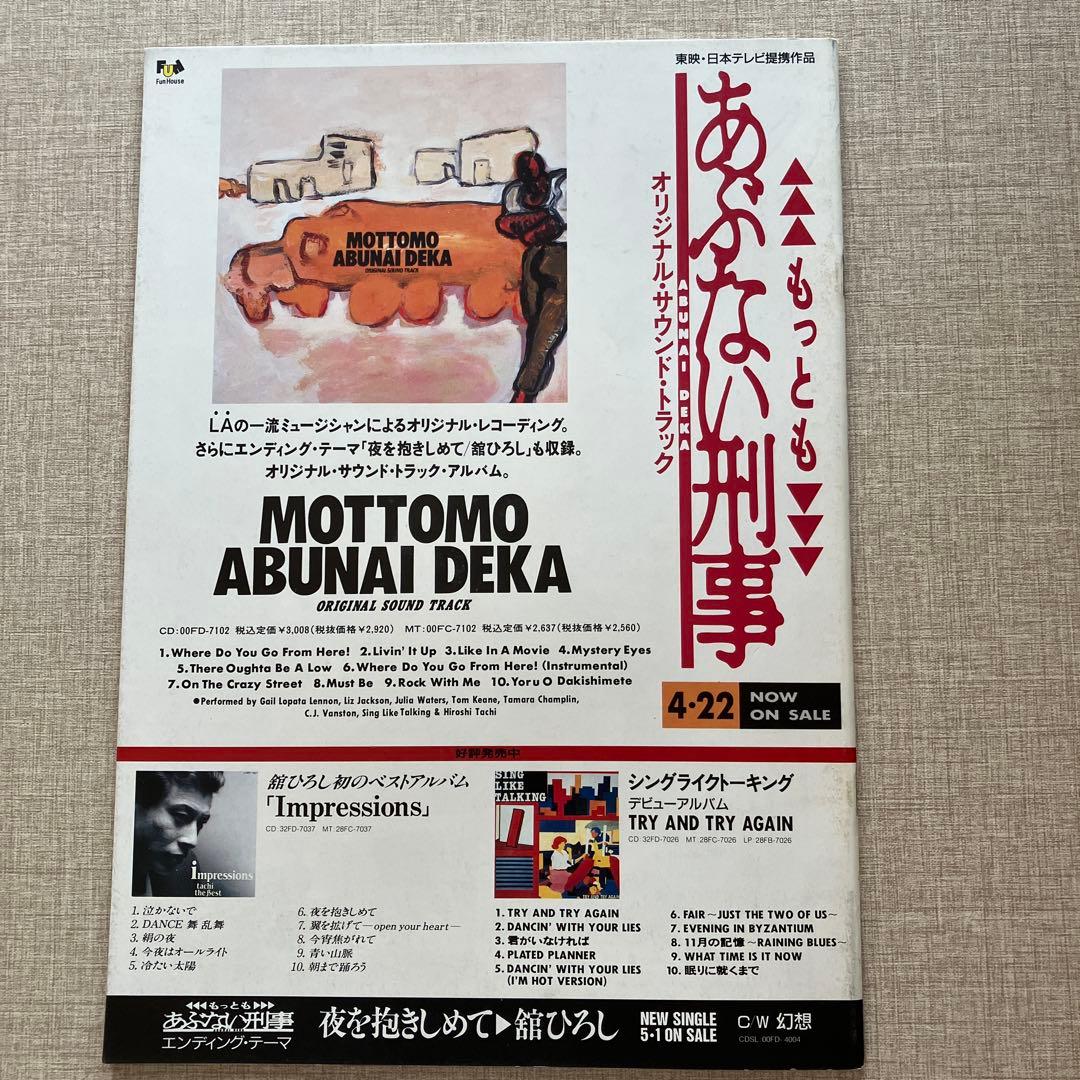 Fun
Fun House
東映・日本テレビ提携作品
▲▲▲もっとも▼▼▼
あぶない刑事
ABUNAI DEKA
オリジナル・サウンド・トラック
MOTTOMO
ABUNAI DEKA
ORIGINAL SOUND TRACK
LAの一流ミュージシャンによるオリジナル・レコーディング。
さらにエンディング・テーマ「夜を抱きしめて/舘ひろし」も収録。
オリジナル・サウンド・トラック・アルバム。
MOTTOMO
ABUNAI DEKA
ORIGINAL SOUND TRACK
CD:00FD-7102 税込定価¥3,008(税抜価格¥2,920) MT:00FC-7102 税込定価¥2,637(税抜価格¥2,560)
1.Where Do You Go From Here! 2.Livin' It Up 3.Like In A Movie 4.Mystery Eyes
5.There Oughta Be A Low 6.Where Do You Go From Here! (Instrumental)
7.On The Crazy Street 8.Must Be 9.Rock With Me 10.Yoru O Dakishimete
●Performed by Gail Lopata Lennon, Liz Jackson, Julia Waters, Tom Keane, Tamara Champlin,
C.J. Vanston, Sing Like Talking & Hiroshi Tachi
4・22 NOW
ON SALE
好評発売中
impressions
tachi
the Best
舘ひろし初のベストアルバム
「Impressions」
CD:32FD-7037 MT:28FC-7037
1. 泣かないで
2. DANCE 舞 乱舞
3. 絹の夜
4. 今夜はオールライト
5. 冷たい太陽
6. 夜を抱きしめて
7. 翼を拡げて—open your heart—
8. 今宵焦がれて
9. 青い山脈
10. 朝まで踊ろう
SING
LIKE
TALKING
TRY AND TRY AGAIN
シングライクトーキング
デビューアルバム
TRY AND TRY AGAIN
CD:32FD-7026 MT:28FC-7026 LP:28FB-7026
1. TRY AND TRY AGAIN
2. DANCIN' WITH YOUR LIES
3. 君がいなければ
4. PLATED PLANNER
5. DANCIN' WITH YOUR LIES
(I'M HOT VERSION)
6. FAIR ~JUST THE TWO OF US~
7. EVENING IN BYZANTIUM
8. 11月の記憶 ~RAINING BLUES~
9. WHAT TIME IS IT NOW
10. 眠りに就くまで
◀◀◀もっとも▶▶▶
あぶない刑事
エンディング・テーマ
夜を抱きしめて▶舘ひろし
NEW SINGLE
5・1 ON SALE
C/W 幻想
CDSL:00FD-4004